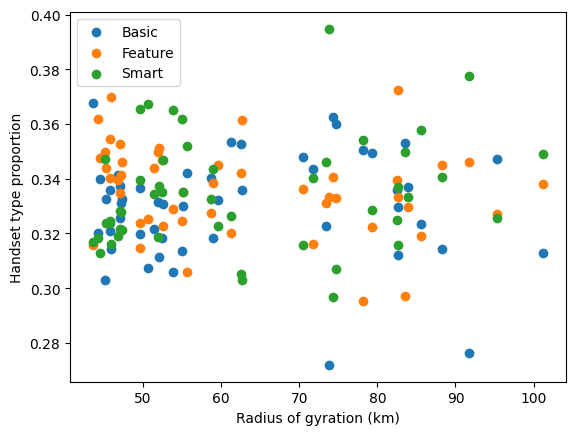 Basic
Feature
Smart
0.40
0.38
0.36
0.34
0.32
0.30
0.28
Handset type proportion
50 60 70 80 90 100
Radius of gyration (km)